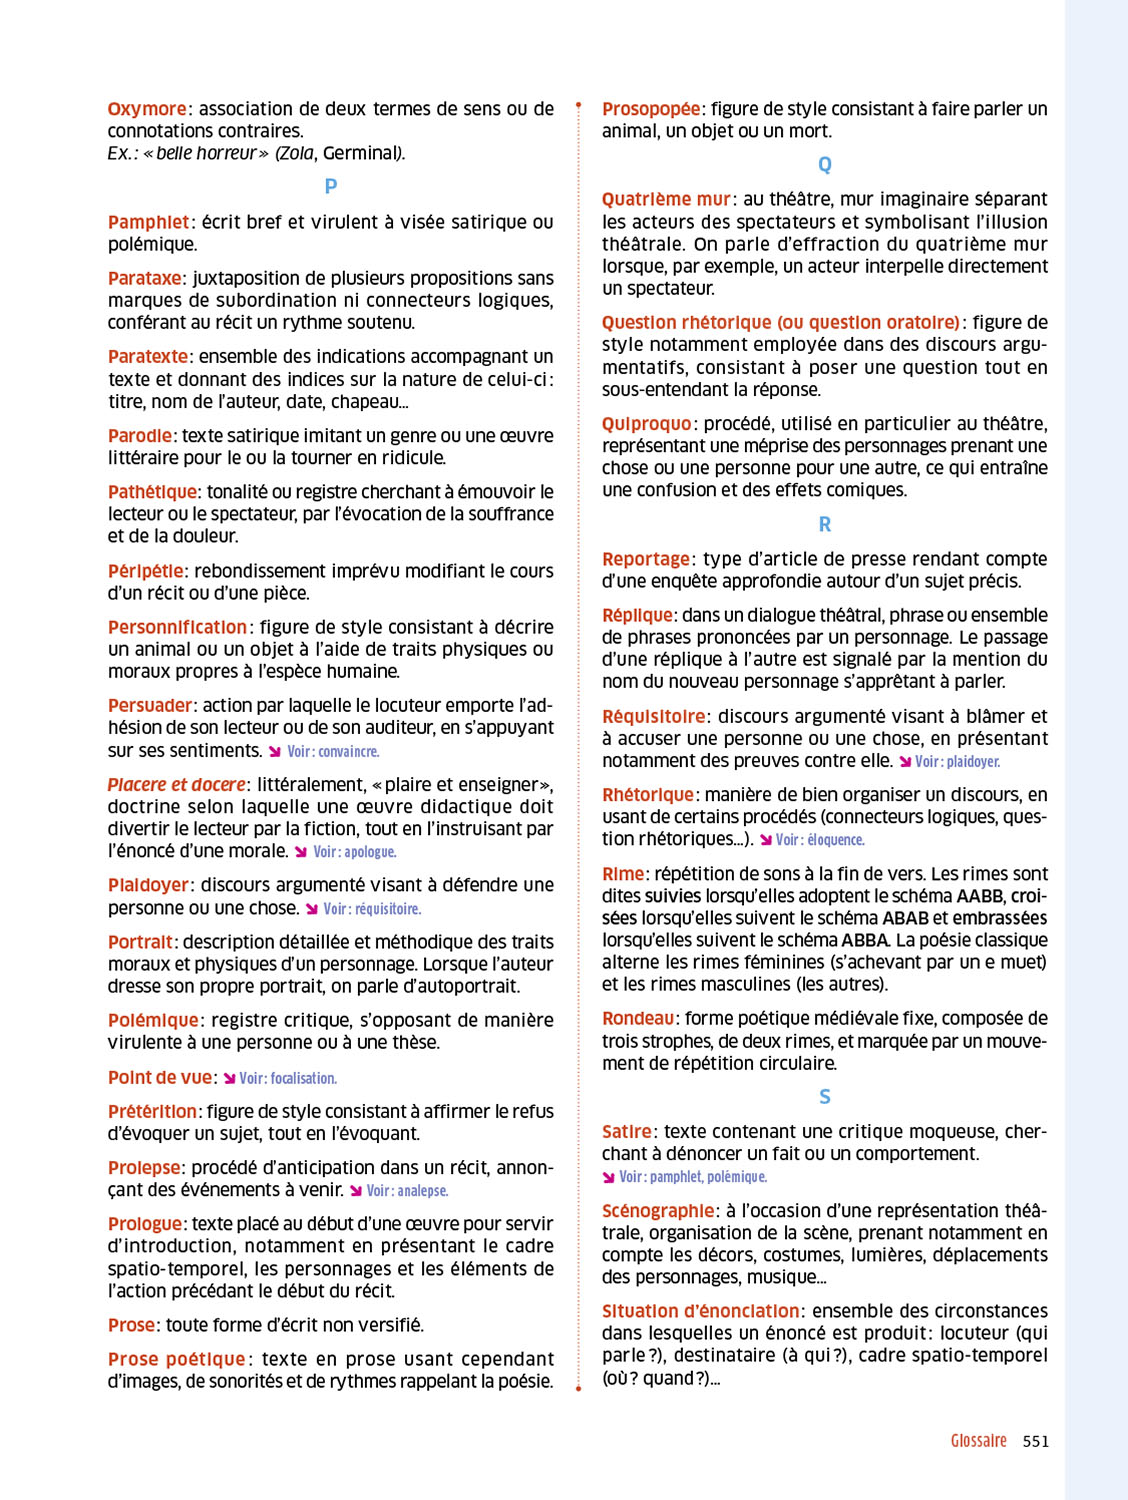 Oxymore : association de deux termes de sens ou de
connotations contraires.
Ex. : « belle horreur » (Zola, Germinal).
P
Pamphlet : écrit bref et virulent à visée satirique ou
polémique.
Parataxe : juxtaposition de plusieurs propositions sans
marques de subordination ni connecteurs logiques,
conférant au récit un rythme soutenu.
Paratexte : ensemble des indications accompagnant un
texte et donnant des indices sur la nature de celui-ci :
titre, nom de l’auteur, date, chapeau…
Parodie : texte satirique imitant un genre ou une œuvre
littéraire pour le ou la tourner en ridicule.
Pathétique : tonalité ou registre cherchant à émouvoir le
lecteur ou le spectateur, par l’évocation de la souffrance
et de la douleur.
Péripétie : rebondissement imprévu modifiant le cours
d’un récit ou d’une pièce.
Personnification : figure de style consistant à décrire
un animal ou un objet à l’aide de traits physiques ou
moraux propres à l’espèce humaine.
Persuader : action par laquelle le locuteur emporte l’ad-
hésion de son lecteur ou de son auditeur, en s’appuyant
sur ses sentiments. ➘ Voir : convaincre.
Placere et docere : littéralement, « plaire et enseigner »,
doctrine selon laquelle une œuvre didactique doit
divertir le lecteur par la fiction, tout en l’instruisant par
l’énoncé d’une morale. ➘ Voir : apologue.
Plaidoyer : discours argumenté visant à défendre une
personne ou une chose. ➘ Voir : réquisitoire.
Portrait : description détaillée et méthodique des traits
moraux et physiques d’un personnage. Lorsque l’auteur
dresse son propre portrait, on parle d’autoportrait.
Polémique : registre critique, s’opposant de manière
virulente à une personne ou à une thèse.
Point de vue : ➘ Voir : focalisation.
Prétérition : figure de style consistant à affirmer le refus
d’évoquer un sujet, tout en l’évoquant.
Prolepse : procédé d’anticipation dans un récit, annon-
çant des événements à venir. ➘ Voir : analepse.
Prologue : texte placé au début d’une œuvre pour servir
d’introduction, notamment en présentant le cadre
spatio-temporel, les personnages et les éléments de
l’action précédant le début du récit.
Prose : toute forme d’écrit non versifié.
Prose poétique : texte en prose usant cependant
d’images, de sonorités et de rythmes rappelant la poésie.
Prosopopée : figure de style consistant à faire parler un
animal, un objet ou un mort.
Q
Quatrième mur : au théâtre, mur imaginaire séparant
les acteurs des spectateurs et symbolisant l’illusion
théâtrale. On parle d’effraction du quatrième mur
lorsque, par exemple, un acteur interpelle directement
un spectateur.
Question rhétorique (ou question oratoire) : figure de
style notamment employée dans des discours argu-
mentatifs, consistant à poser une question tout en
sous-entendant la réponse.
Quiproquo : procédé, utilisé en particulier au théâtre,
représentant une méprise des personnages prenant une
chose ou une personne pour une autre, ce qui entraîne
une confusion et des effets comiques.
R
Reportage : type d’article de presse rendant compte
d’une enquête approfondie autour d’un sujet précis.
Réplique : dans un dialogue théâtral, phrase ou ensemble
de phrases prononcées par un personnage. Le passage
d’une réplique à l’autre est signalé par la mention du
nom du nouveau personnage s’apprêtant à parler.
Réquisitoire : discours argumenté visant à blâmer et
à accuser une personne ou une chose, en présentant
notamment des preuves contre elle. ➘ Voir : plaidoyer.
Rhétorique : manière de bien organiser un discours, en
usant de certains procédés (connecteurs logiques, ques-
tion rhétoriques…). ➘ Voir : éloquence.
Rime : répétition de sons à la fin de vers. Les rimes sont
dites suivies lorsqu’elles adoptent le schéma AABB, croi-
sées lorsqu’elles suivent le schéma ABAB et embrassées
lorsqu’elles suivent le schéma ABBA. La poésie classique
alterne les rimes féminines (s’achevant par un e muet)
et les rimes masculines (les autres).
Rondeau : forme poétique médiévale fixe, composée de
trois strophes, de deux rimes, et marquée par un mouve-
ment de répétition circulaire.
S
Satire : texte contenant une critique moqueuse, cher-
chant à dénoncer un fait ou un comportement.
➘ Voir : pamphlet, polémique.
Scénographie : à l’occasion d’une représentation théâ-
trale, organisation de la scène, prenant notamment en
compte les décors, costumes, lumières, déplacements
des personnages, musique…
Situation d’énonciation : ensemble des circonstances
dans lesquelles un énoncé est produit : locuteur (qui
parle ?), destinataire (à qui ?), cadre spatio-temporel
(où ? quand ?)…
Glossaire 551